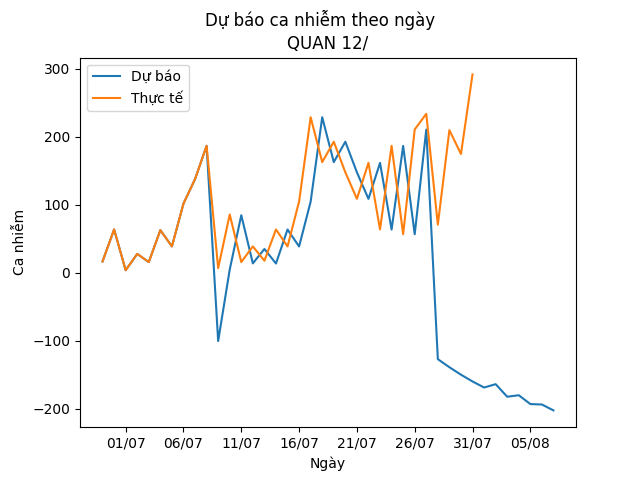 Dự báo ca nhiễm theo ngày
QUAN 12/
Dự báo
Thực tế
Ca nhiễm
300
200
100
0
−100
−200
01/07 06/07 11/07 16/07 21/07 26/07 31/07 05/08
Ngày